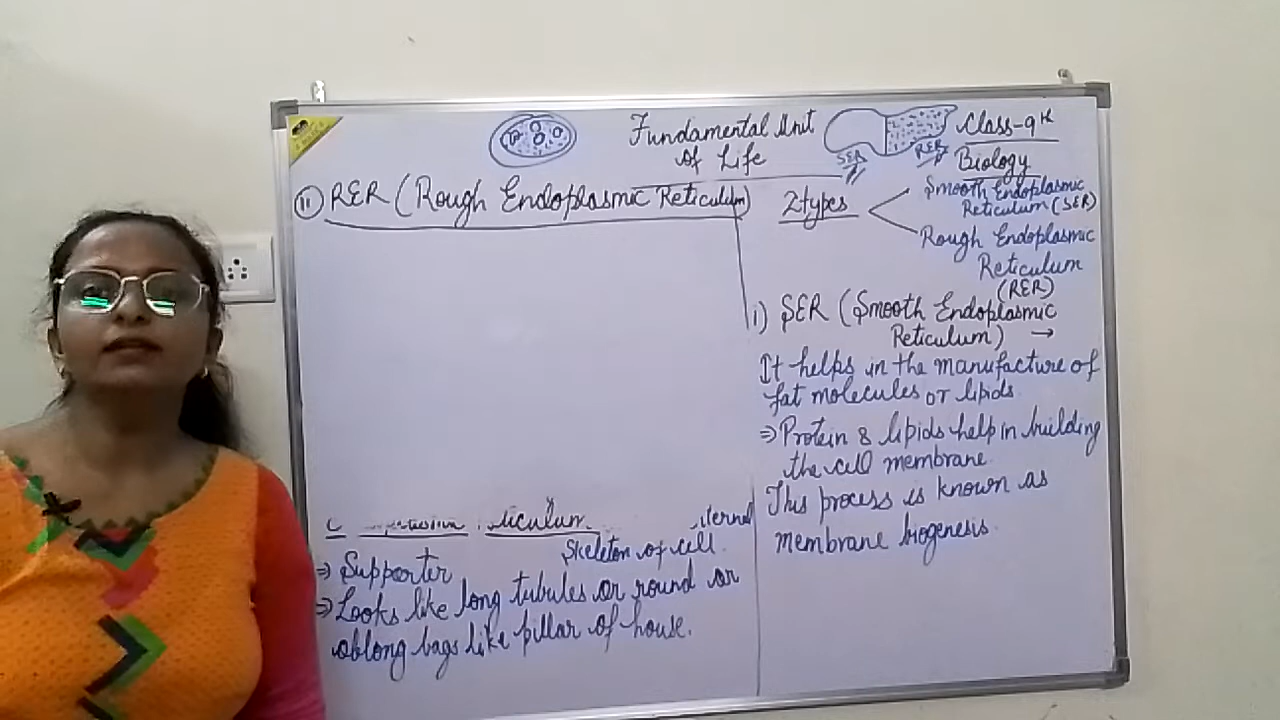 Fundamental Unit
of Life
SER
RER
Class-9th
Biology
ii) RER (Rough Endoplasmic Reticulum)
2types
Smooth Endoplasmic
Reticulum (SER)
Rough Endoplasmic
Reticulum
(RER)
i) SER (Smooth Endoplasmic
Reticulum) →
It helps in the manufacture of
fat molecules or lipids.
⇒ Protein & lipids help in building
the cell membrane.
This process is known as
membrane biogenesis.
Skeleton of cell.
⇒ Supporter
⇒ Looks like long tubules or round or
oblong bags like pillar of house.